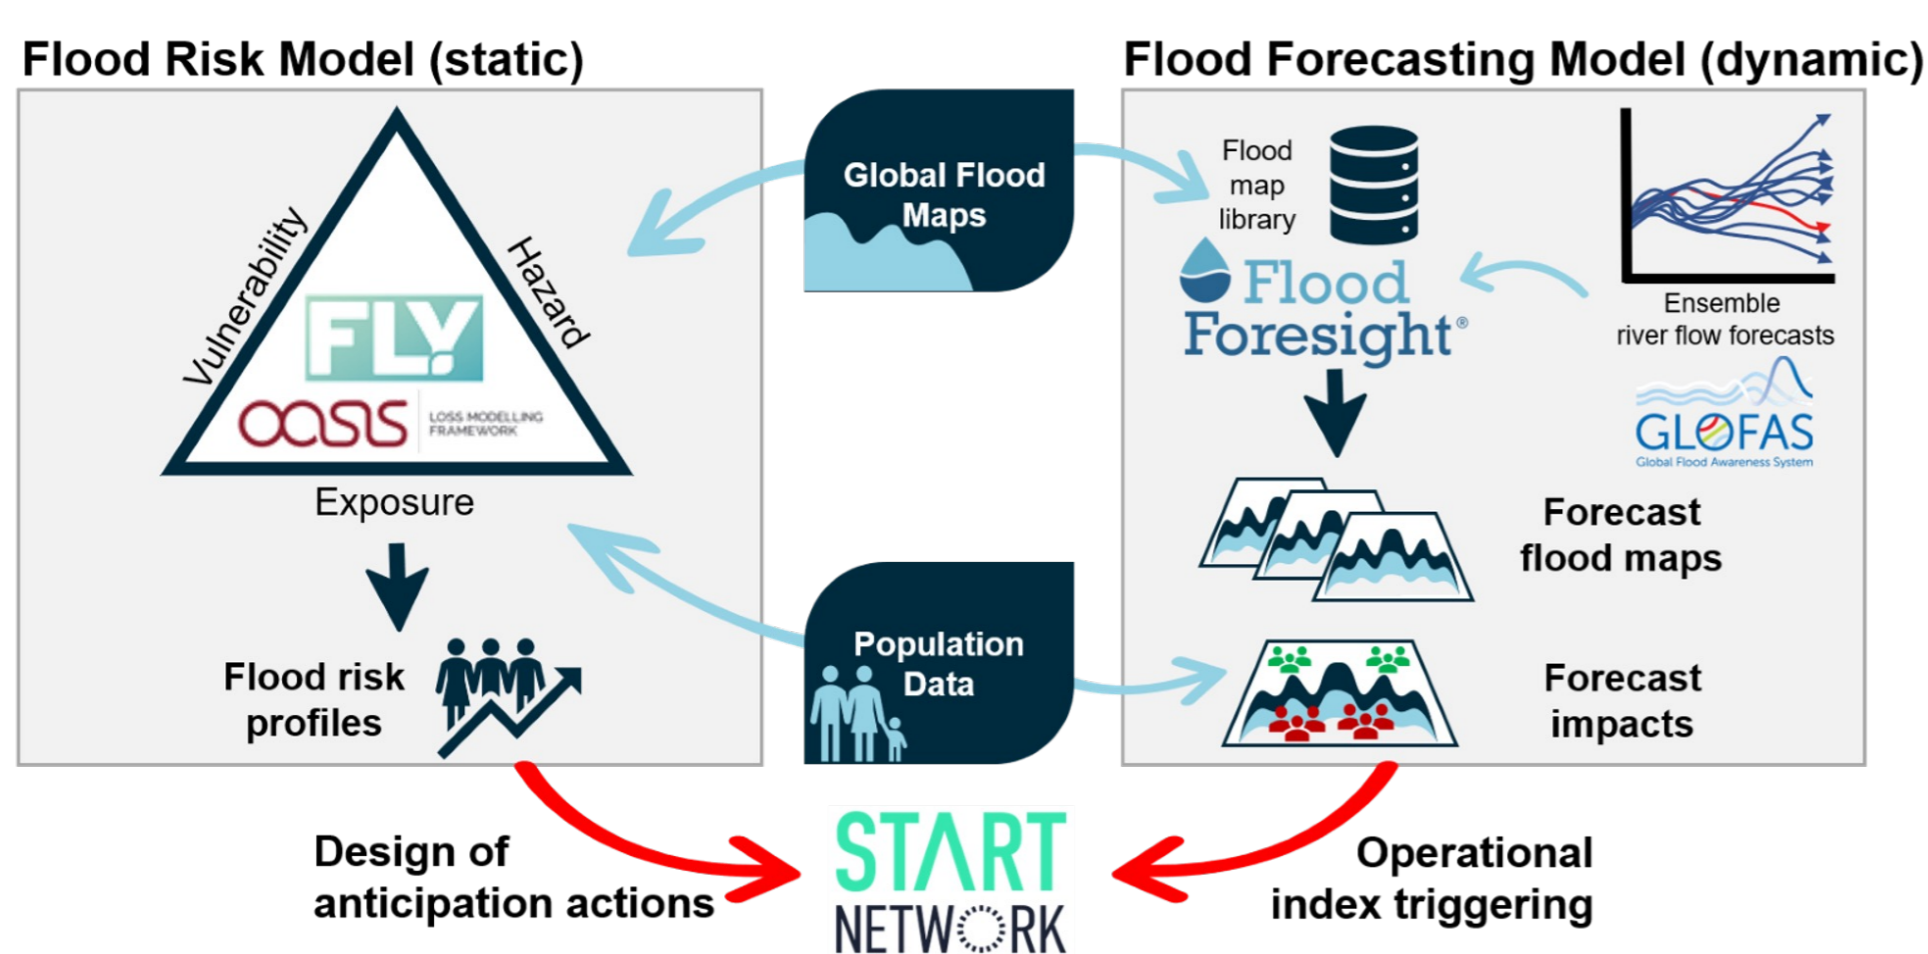 Flood Risk Model (static)
Vulnerability
Hazard
FLY
OASIS
LOSS MODELLING
FRAMEWORK
Exposure
Flood risk
profiles
Global Flood
Maps
Population
Data
Flood Forecasting Model (dynamic)
Flood
map
library
Flood
Foresight®
Ensemble
river flow forecasts
GLOFAS
Global Flood Awareness System
Forecast
flood maps
Forecast
impacts
Design of
anticipation actions
START
NETWORK
Operational
index triggering